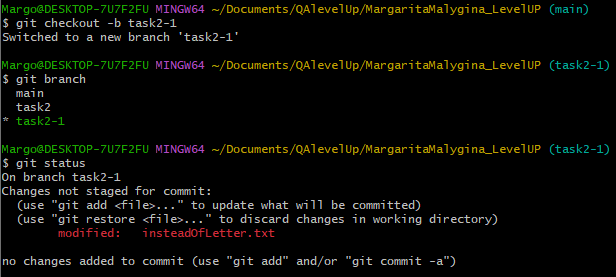 Margo@DESKTOP-7U7F2FU MINGW64 ~/Documents/QAlevelUp/MargaritaMalygina_LevelUP (main)
$ git checkout -b task2-1
Switched to a new branch 'task2-1'

Margo@DESKTOP-7U7F2FU MINGW64 ~/Documents/QAlevelUp/MargaritaMalygina_LevelUP (task2-1)
$ git branch
  main
  task2
* task2-1

Margo@DESKTOP-7U7F2FU MINGW64 ~/Documents/QAlevelUp/MargaritaMalygina_LevelUP (task2-1)
$ git status
On branch task2-1
Changes not staged for commit:
  (use "git add <file>..." to update what will be committed)
  (use "git restore <file>..." to discard changes in working directory)
        modified:   insteadOfLetter.txt

no changes added to commit (use "git add" and/or "git commit -a")